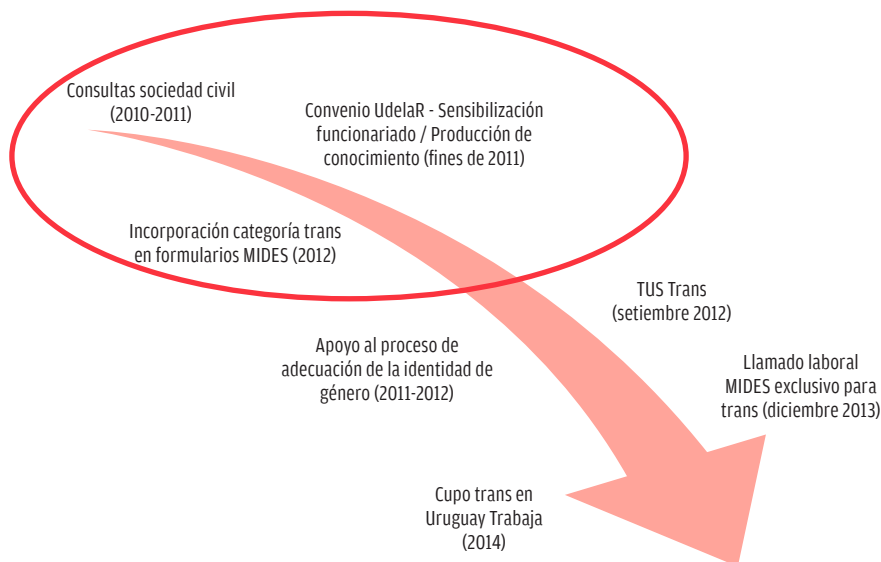 Consultas sociedad civil
(2010-2011)
Convenio UdelaR - Sensibilización
funcionariado / Producción de
conocimiento (fines de 2011)
Incorporación categoría trans
en formularios MIDES (2012)
TUS Trans
(setiembre 2012)
Apoyo al proceso de
adecuación de la identidad de
género (2011-2012)
Llamado laboral
MIDES exclusivo para
trans (diciembre 2013)
Cupo trans en
Uruguay Trabaja
(2014)